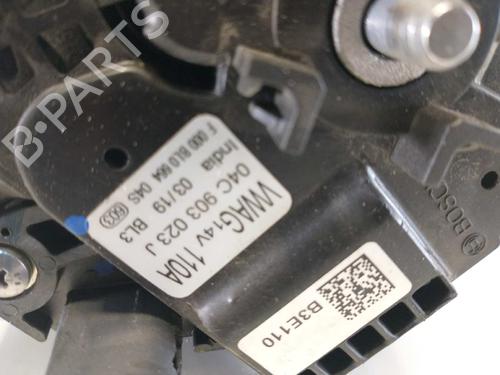 B-PARTS
VWAG 14V 110A
04C 903 023 J
India 03/19 BL3
F 000 BL0 664 04S
B3E110
BOSCH